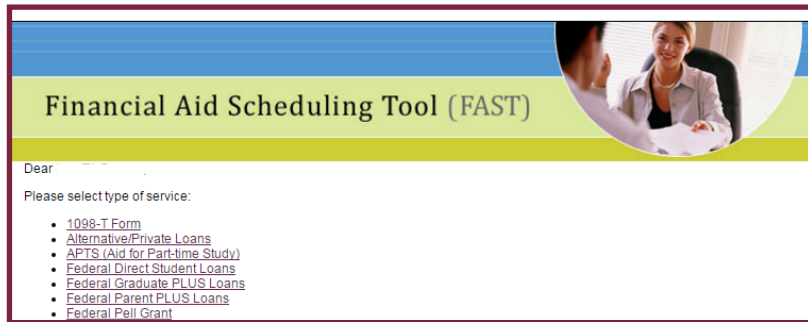 Financial Aid Scheduling Tool (FAST)
Dear
Please select type of service:
1098-T Form
Alternative/Private Loans
APTS (Aid for Part-time Study)
Federal Direct Student Loans
Federal Graduate PLUS Loans
Federal Parent PLUS Loans
Federal Pell Grant